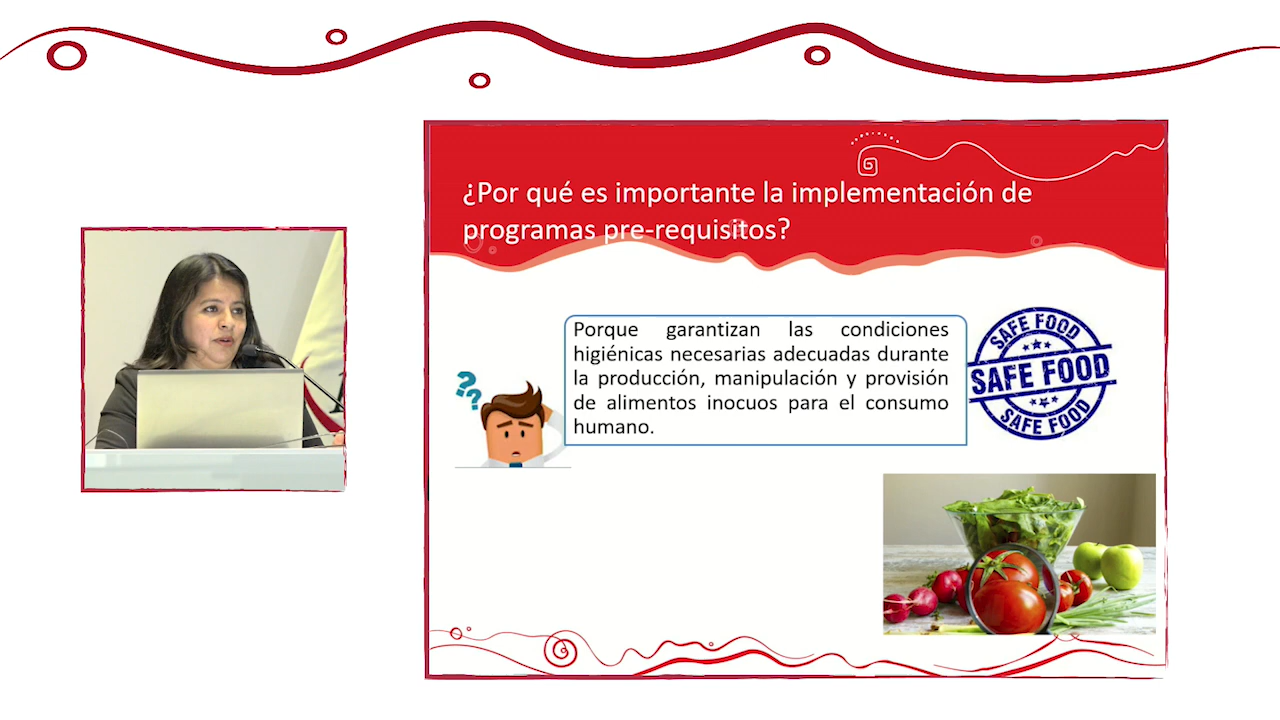 ¿Por qué es importante la implementación de
programas pre-requisitos?
Porque garantizan las condiciones
higiénicas necesarias adecuadas durante
la producción, manipulación y provisión
de alimentos inocuos para el consumo
humano.
??
SAFE FOOD
SAFE FOOD
SAFE FOOD